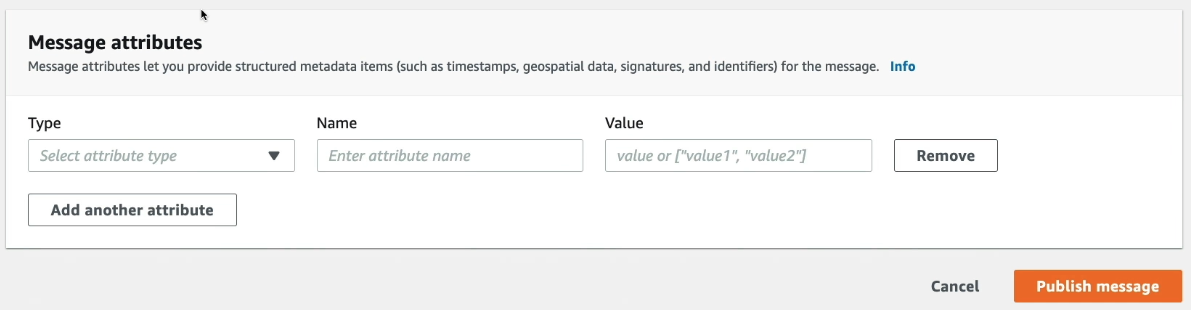 Message attributes
Message attributes let you provide structured metadata items (such as timestamps, geospatial data, signatures, and identifiers) for the message. Info
Type Name Value
Select attribute type Enter attribute name value or ["value1", "value2"] Remove
Add another attribute
Cancel Publish message